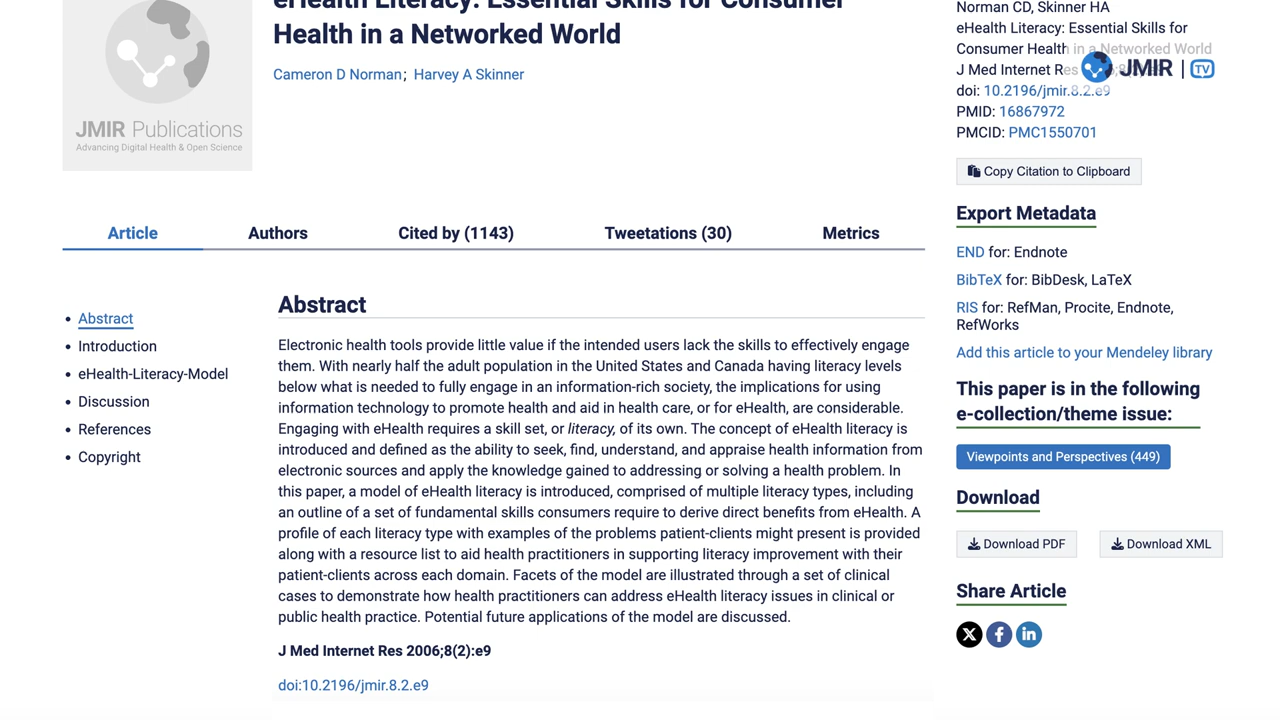 eHealth Literacy: Essential Skills for Consumer
Health in a Networked World
Cameron D Norman; Harvey A Skinner
JMIR Publications
Advancing Digital Health & Open Science
Article
Authors
Cited by (1143)
Tweetations (30)
Metrics
• Abstract
• Introduction
• eHealth-Literacy-Model
• Discussion
• References
• Copyright
Abstract
Electronic health tools provide little value if the intended users lack the skills to effectively engage
them. With nearly half the adult population in the United States and Canada having literacy levels
below what is needed to fully engage in an information-rich society, the implications for using
information technology to promote health and aid in health care, or for eHealth, are considerable.
Engaging with eHealth requires a skill set, or literacy, of its own. The concept of eHealth literacy is
introduced and defined as the ability to seek, find, understand, and appraise health information from
electronic sources and apply the knowledge gained to addressing or solving a health problem. In
this paper, a model of eHealth literacy is introduced, comprised of multiple literacy types, including
an outline of a set of fundamental skills consumers require to derive direct benefits from eHealth. A
profile of each literacy type with examples of the problems patient-clients might present is provided
along with a resource list to aid health practitioners in supporting literacy improvement with their
patient-clients across each domain. Facets of the model are illustrated through a set of clinical
cases to demonstrate how health practitioners can address eHealth literacy issues in clinical or
public health practice. Potential future applications of the model are discussed.
J Med Internet Res 2006;8(2):e9
doi:10.2196/jmir.8.2.e9
Norman CD, Skinner HA
eHealth Literacy: Essential Skills for
Consumer Health in a Networked World
J Med Internet Res
JMIR | TV
doi: 10.2196/jmir.8.2.e9
PMID: 16867972
PMCID: PMC1550701
Copy Citation to Clipboard
Export Metadata
END for: Endnote
BibTeX for: BibDesk, LaTeX
RIS for: RefMan, Procite, Endnote,
RefWorks
Add this article to your Mendeley library
This paper is in the following
e-collection/theme issue:
Viewpoints and Perspectives (449)
Download
Download PDF
Download XML
Share Article